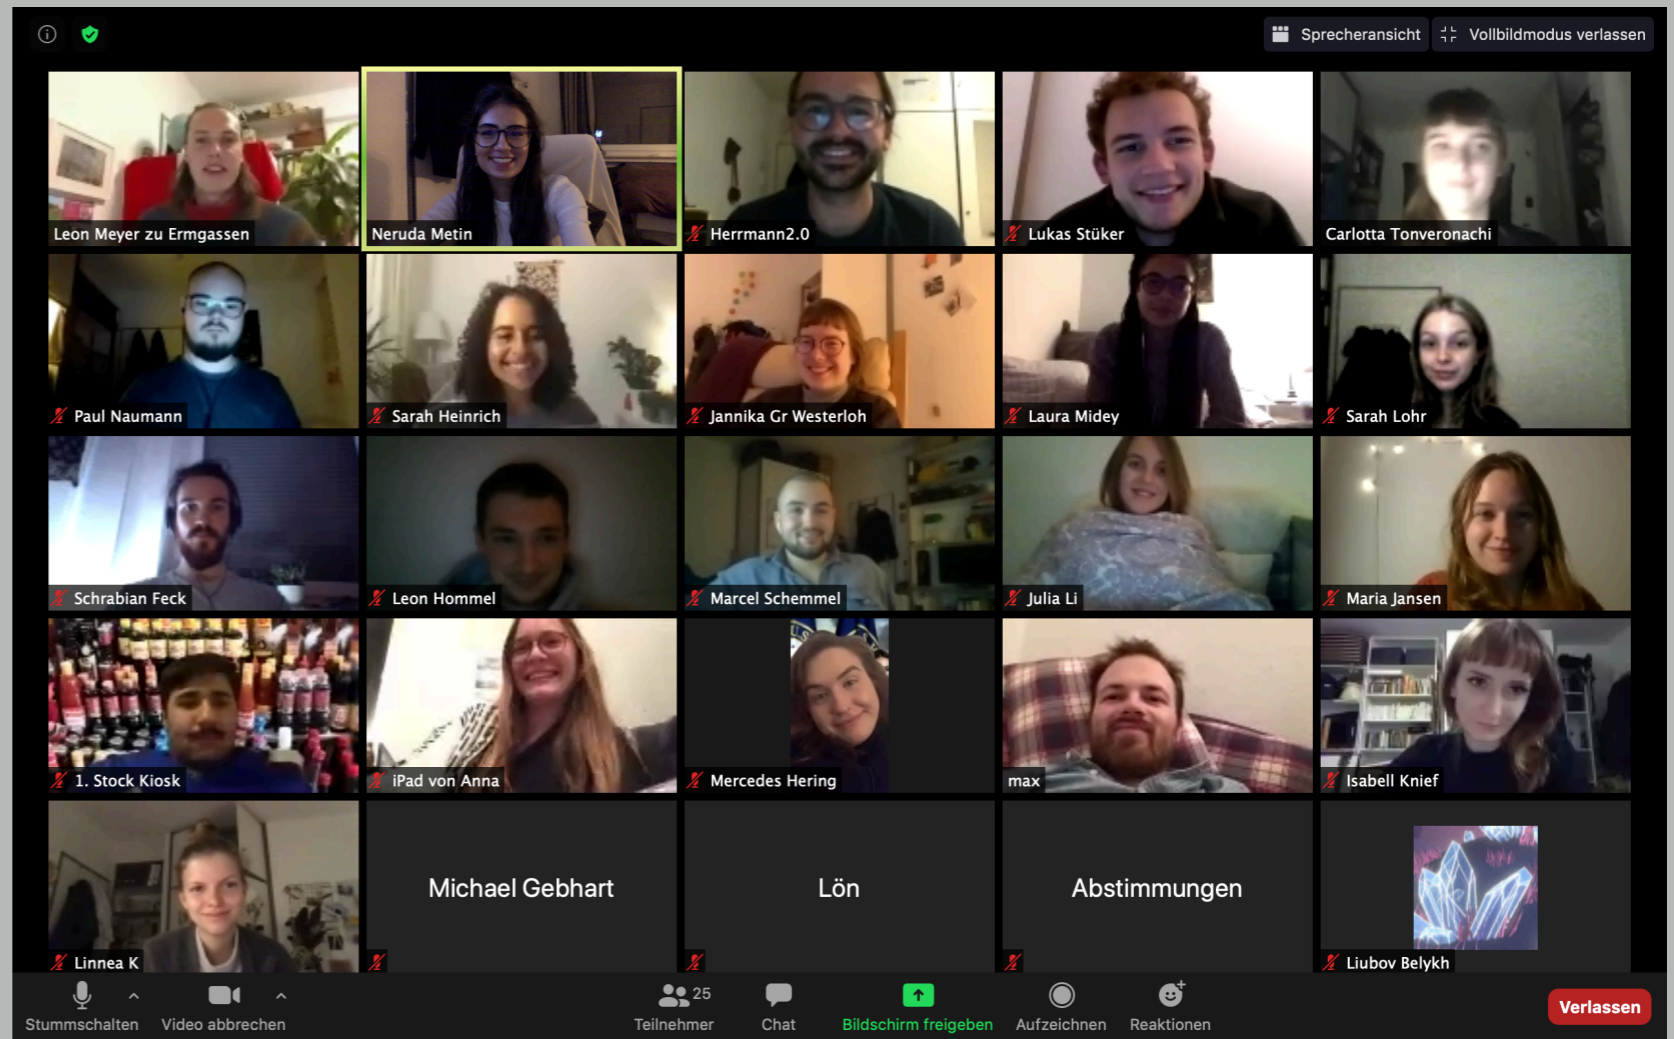 Sprecheransicht
Vollbildmodus verlassen
Leon Meyer zu Ermgassen
Neruda Metin
Herrmann2.0
Lukas Stüker
Carlotta Tonveronachi
Paul Naumann
Sarah Heinrich
Jannika Gr Westerloh
Laura Midey
Sarah Lohr
Schrabian Feck
Leon Hommel
Marcel Schemmel
Julia Li
Maria Jansen
1. Stock Kiosk
iPad von Anna
Mercedes Hering
max
Isabell Knief
Linnea K
Michael Gebhart
Lön
Abstimmungen
Liubov Belykh
Stummschalten
Video abbrechen
25
Teilnehmer
Chat
Bildschirm freigeben
Aufzeichnen
Reaktionen
Verlassen